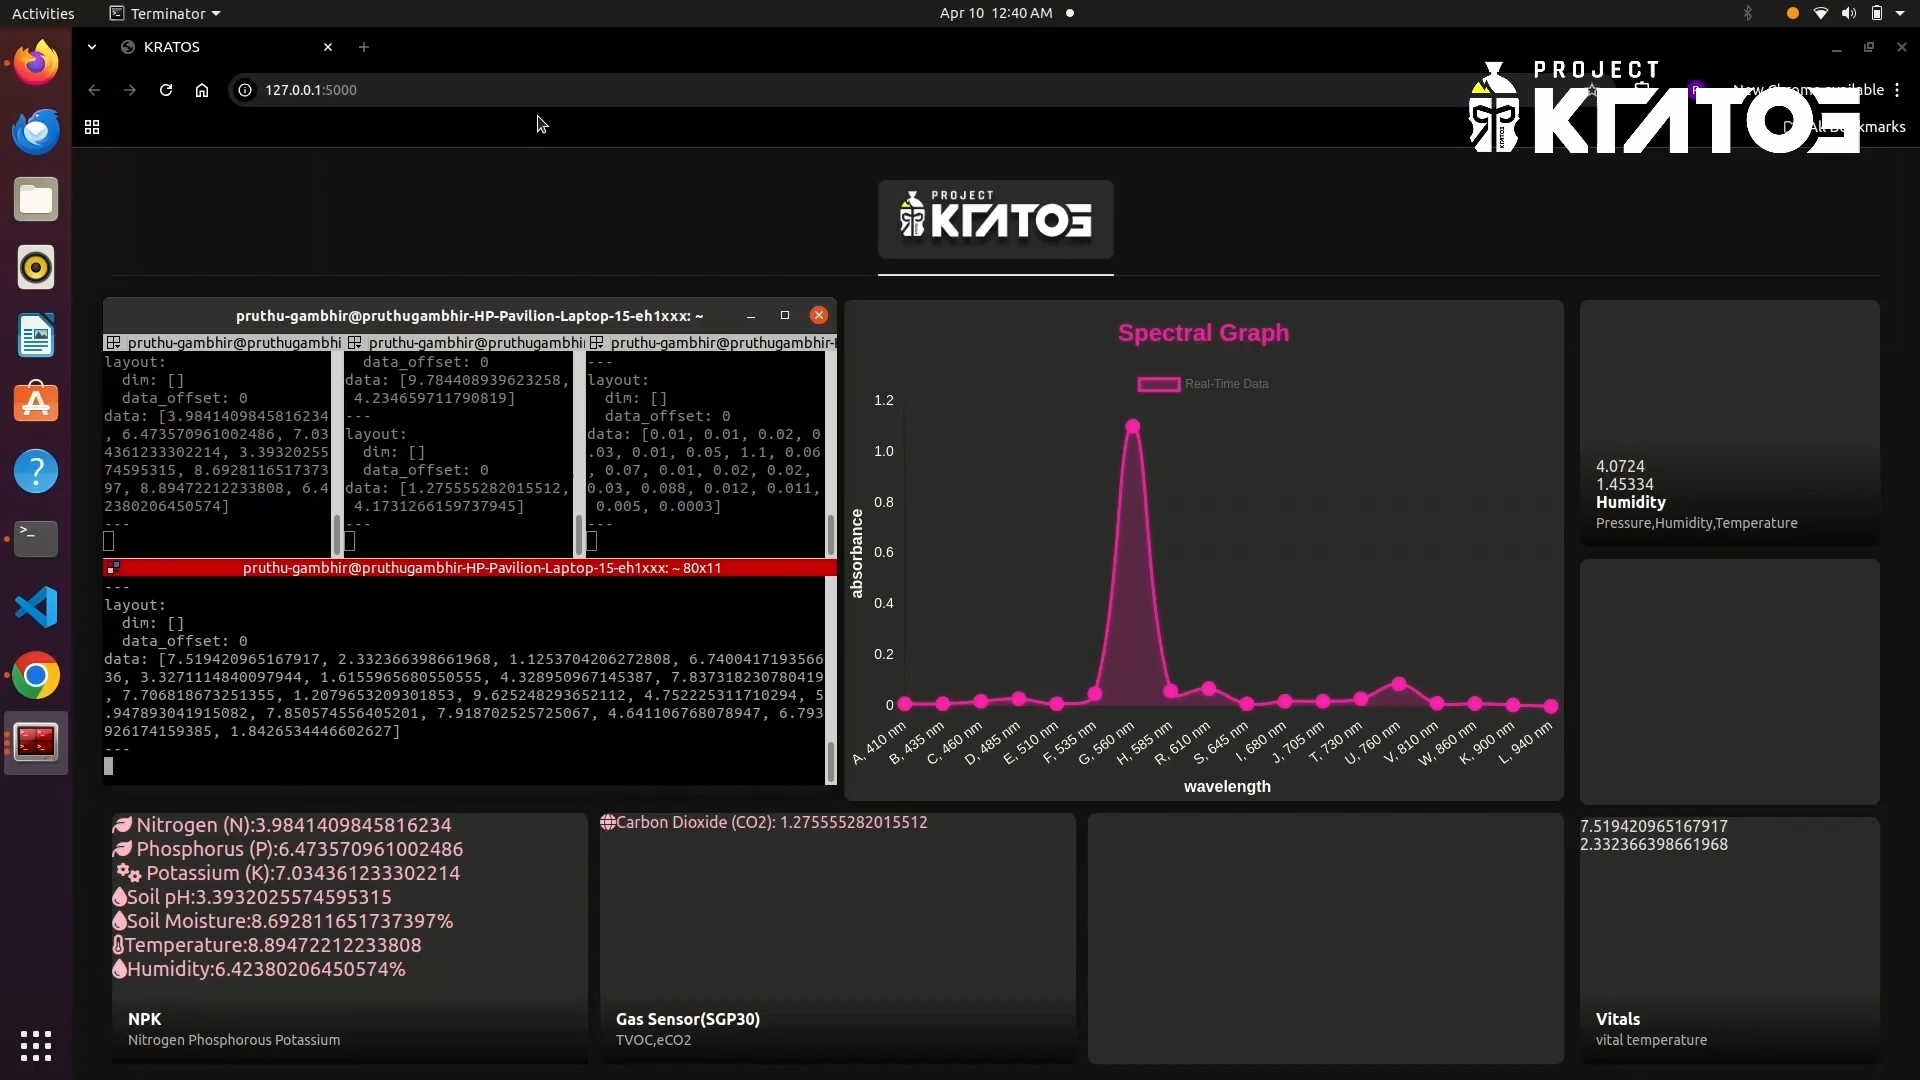 Activities
Terminator
Apr 10 12:40 AM
KRATOS
127.0.0.1:5000
PROJECT
KRATOS
All Bookmarks
PROJECT
KRATOS
pruthu-gambhir@pruthugambhir-HP-Pavilion-Laptop-15-eh1xxx: ~
pruthu-gambhir@pruthugambhi
layout:
dim: []
data_offset: 0
data: [3.9841409845816234
, 6.473570961002486, 7.03
4361233302214, 3.39320255
74595315, 8.6928116517373
97, 8.89472212233808, 6.4
2380206450574]
---
pruthu-gambhir@pruthugambhi
data_offset: 0
data: [9.784408939623258,
4.234659711790819]
---
layout:
dim: []
data_offset: 0
data: [1.275555282015512,
4.1731266159737945]
---
pruthu-gambhir@pruthugambhir-
---
layout:
dim: []
data_offset: 0
data: [0.01, 0.01, 0.02, 0
.03, 0.01, 0.05, 1.1, 0.06
, 0.07, 0.01, 0.02, 0.02,
0.03, 0.088, 0.012, 0.011,
0.005, 0.0003]
---
pruthu-gambhir@pruthugambhir-HP-Pavilion-Laptop-15-eh1xxx: ~ 80x11
---
layout:
dim: []
data_offset: 0
data: [7.519420965167917, 2.332366398661968, 1.1253704206272808, 6.7400417193566
36, 3.3271114840097944, 1.6155965680550555, 4.328950967145387, 7.837318230780419
, 7.706818673251355, 1.2079653209301853, 9.625248293652112, 4.752225311710294, 5
.947893041915082, 7.850574556405201, 7.918702525725067, 4.641106768078947, 6.793
926174159385, 1.8426534446602627]
---
Spectral Graph
Real-Time Data
1.2
1.0
0.8
0.6
0.4
0.2
0
absorbance
A, 410 nm
B, 435 nm
C, 460 nm
D, 485 nm
E, 510 nm
F, 535 nm
G, 560 nm
H, 585 nm
R, 610 nm
S, 645 nm
I, 680 nm
J, 705 nm
T, 730 nm
U, 760 nm
V, 810 nm
W, 860 nm
K, 900 nm
L, 940 nm
wavelength
4.0724
1.45334
Humidity
Pressure,Humidity,Temperature
Nitrogen (N):3.9841409845816234
Phosphorus (P):6.473570961002486
Potassium (K):7.034361233302214
Soil pH:3.3932025574595315
Soil Moisture:8.692811651737397%
Temperature:8.89472212233808
Humidity:6.42380206450574%
NPK
Nitrogen Phosphorous Potassium
Carbon Dioxide (CO2): 1.275555282015512
Gas Sensor(SGP30)
TVOC,eCO2
7.519420965167917
2.332366398661968
Vitals
vital temperature